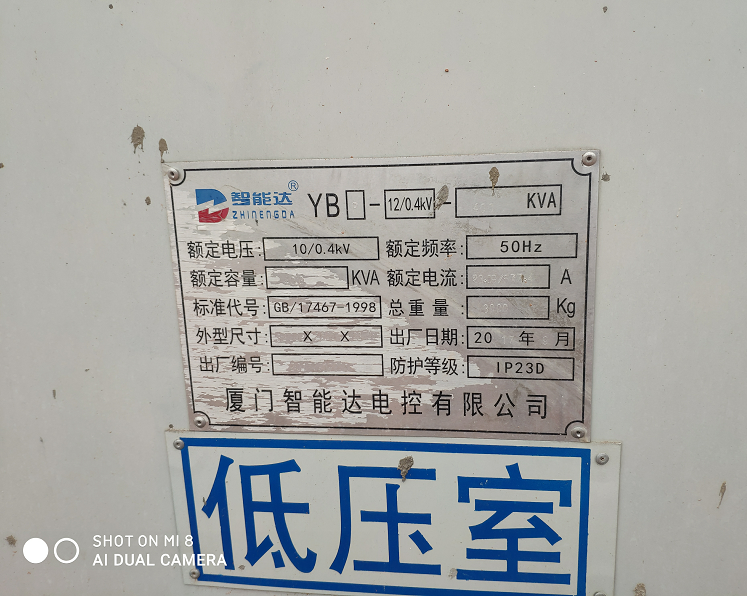 智能达® YB□-12/0.4kV- KVA
ZHINENGDA
额定电压: 10/0.4kV 额定频率: 50Hz
额定容量: KVA 额定电流: A
标准代号: GB/17467-1998 总重量: Kg
外型尺寸: X X 出厂日期: 20 年 月
出厂编号: 防护等级: IP23D
厦门智能达电控有限公司
低压室
SHOT ON MI 8
AI DUAL CAMERA